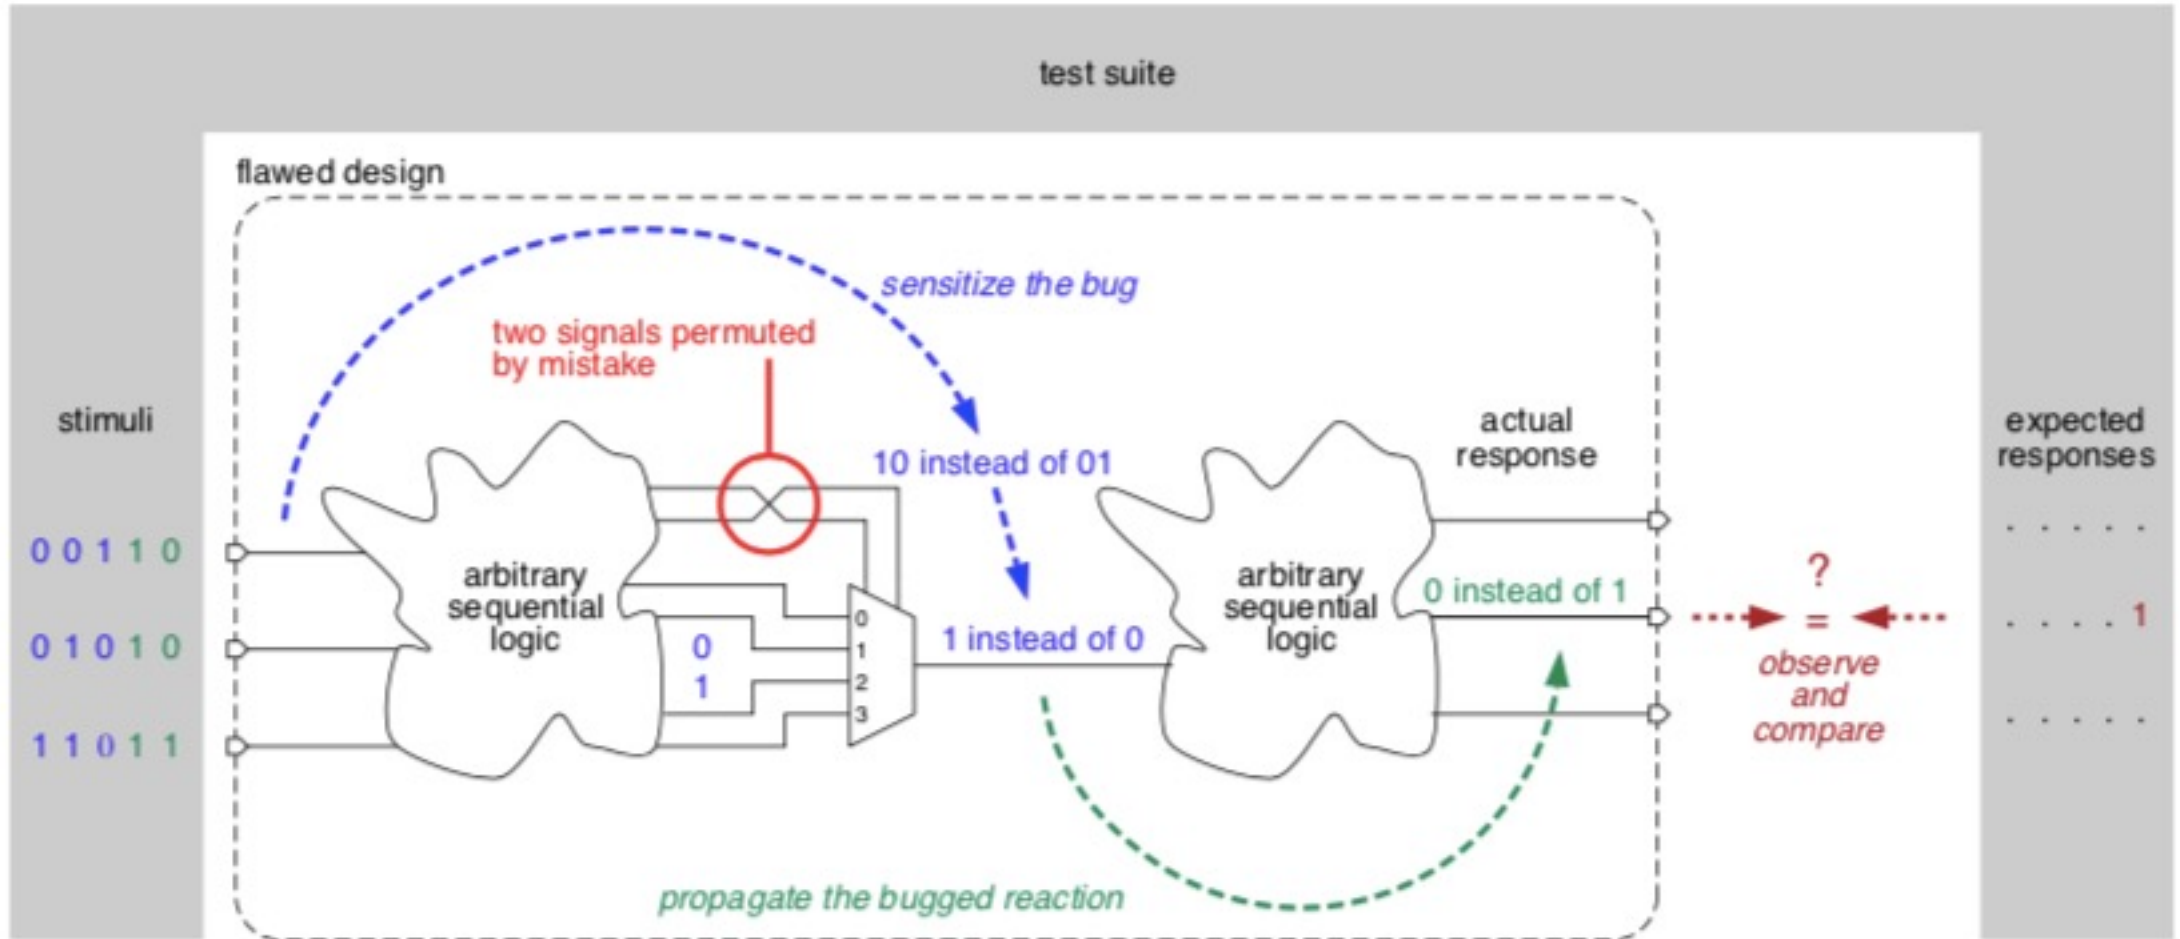 test suite
flawed design
sensitize the bug
two signals permuted
by mistake
stimuli
actual
response
expected
responses
10 instead of 01
0 0 1 1 0
0 1 0 1 0
1 1 0 1 1
arbitrary
sequential
logic
0
1
0
1
2
3
1 instead of 0
arbitrary
sequential
logic
0 instead of 1
?
=
observe
and
compare
. . . . .
. . . . 1
. . . . .
propagate the bugged reaction